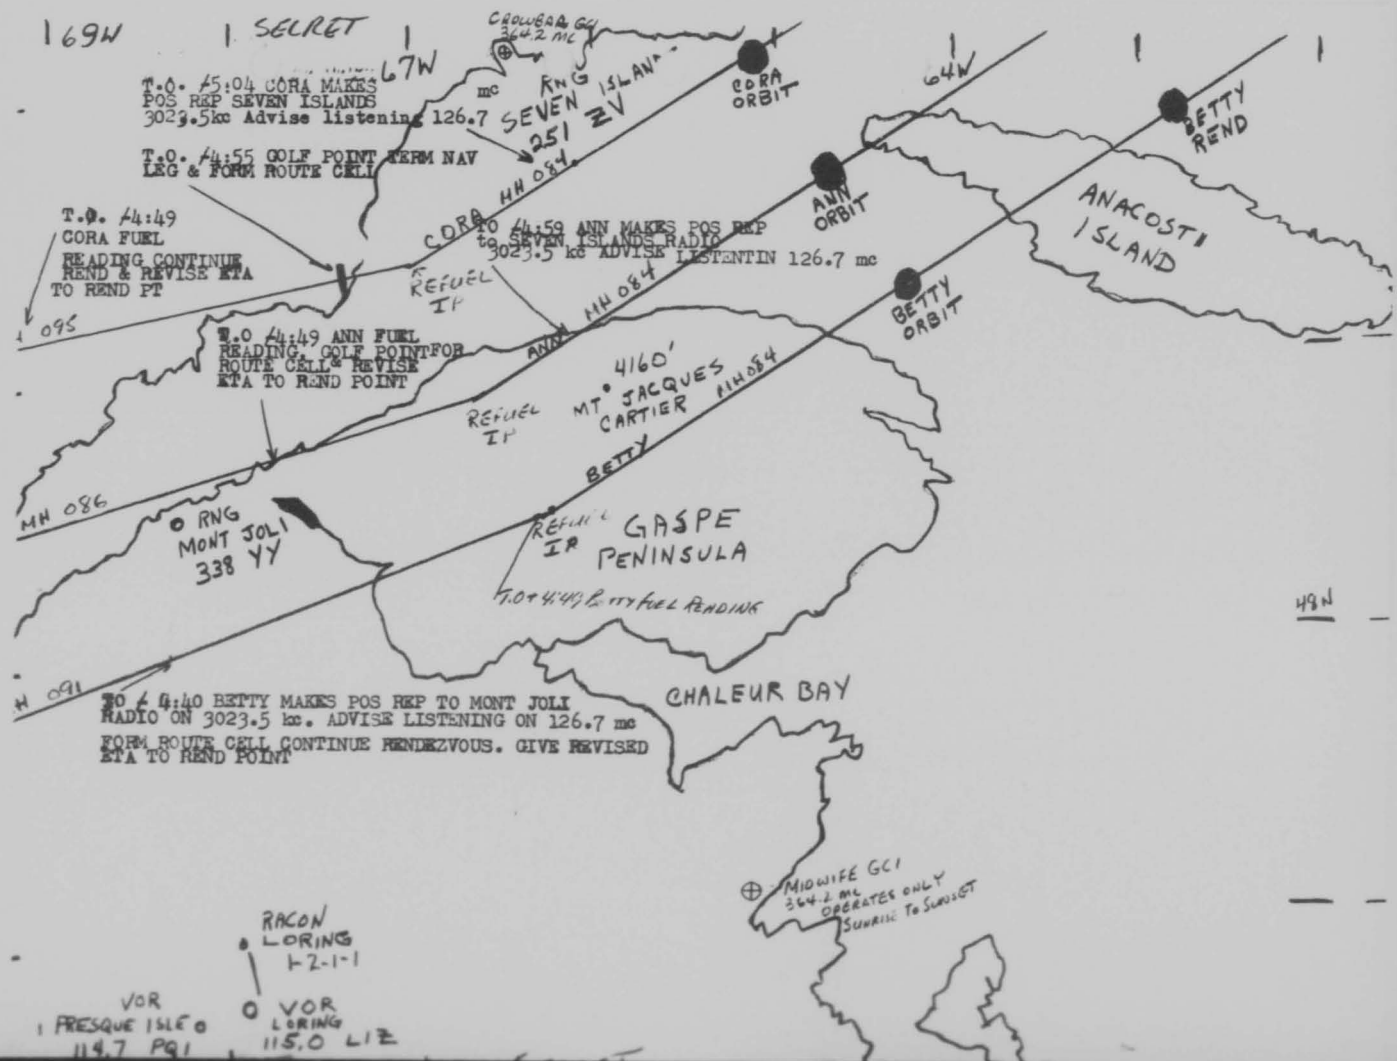 69W
SECRET
67W
CROWBAR GCI
364.2 MC
T.O. /5:04 CORA MAKES
POS REP SEVEN ISLANDS
3023.5kc Advise listening 126.7 mc
RNG
SEVEN ISLAN
251 ZV
CORA
ORBIT
64W
BETTY
REND
T.O. /4:55 GOLF POINT TERM NAV
LEG & FORM ROUTE CELL
T.O. /4:49
CORA FUEL
READING CONTINUE
REND & REVISE ETA
TO REND PT
CORA MH 084
ANN
ORBIT
ANACOSTI
ISLAND
TO /4:59 ANN MAKES POS REP
to SEVEN ISLANDS RADIO
3023.5 kc ADVISE LISTENTIN 126.7 mc
REFUEL
IP
095
BETTY
ORBIT
T.O /4:49 ANN FUEL
READING, GOLF POINT FOR
ROUTE CELL & REVISE
ETA TO REND POINT
ANN MH 084
4160'
MT JACQUES
CARTIER
REFUEL
IP
BETTY MH 084
MH 086
RNG
MONT JOLI
338 YY
REFUEL
IP
GASPE
PENINSULA
T.O + 4:49 BETTY FUEL READING
48N
H 091
TO / 4:40 BETTY MAKES POS REP TO MONT JOLI
RADIO ON 3023.5 kc. ADVISE LISTENING ON 126.7 mc
FORM ROUTE CELL CONTINUE RENDEZVOUS. GIVE REVISED
ETA TO REND POINT
CHALEUR BAY
MIDWIFE GCI
364.2 MC
OPERATES ONLY
SUNRISE TO SUNSET
RACON
LORING
1-2-1-1
VOR
PRESQUE ISLE
114.7 PQI
VOR
LORING
115.0 LIZ